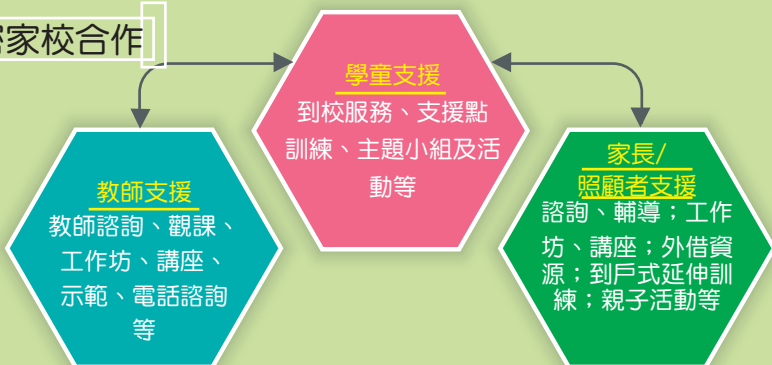 家校合作
學童支援
到校服務、支援點
訓練、主題小組及活
動等
教師支援
教師諮詢、觀課、
工作坊、講座、
示範、電話諮詢
等
家長/
照顧者支援
諮詢、輔導；工作
坊、講座；外借資
源；到戶式延伸訓
練；親子活動等